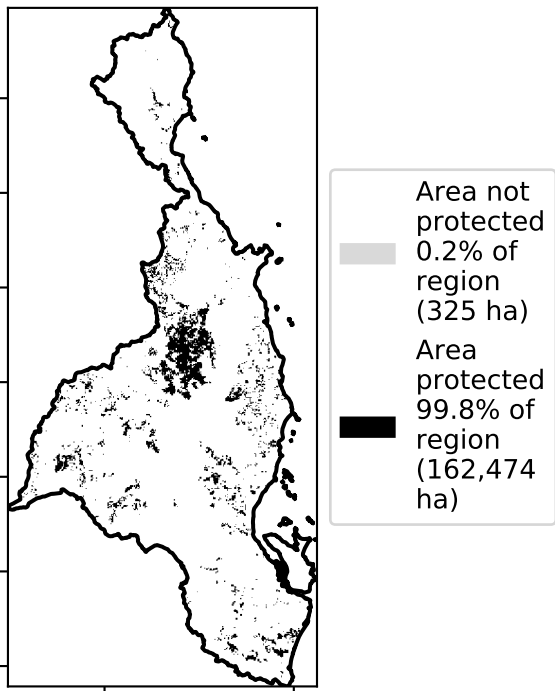 Area not
protected
0.2% of
region
(325 ha)
Area
protected
99.8% of
region
(162,474
ha)